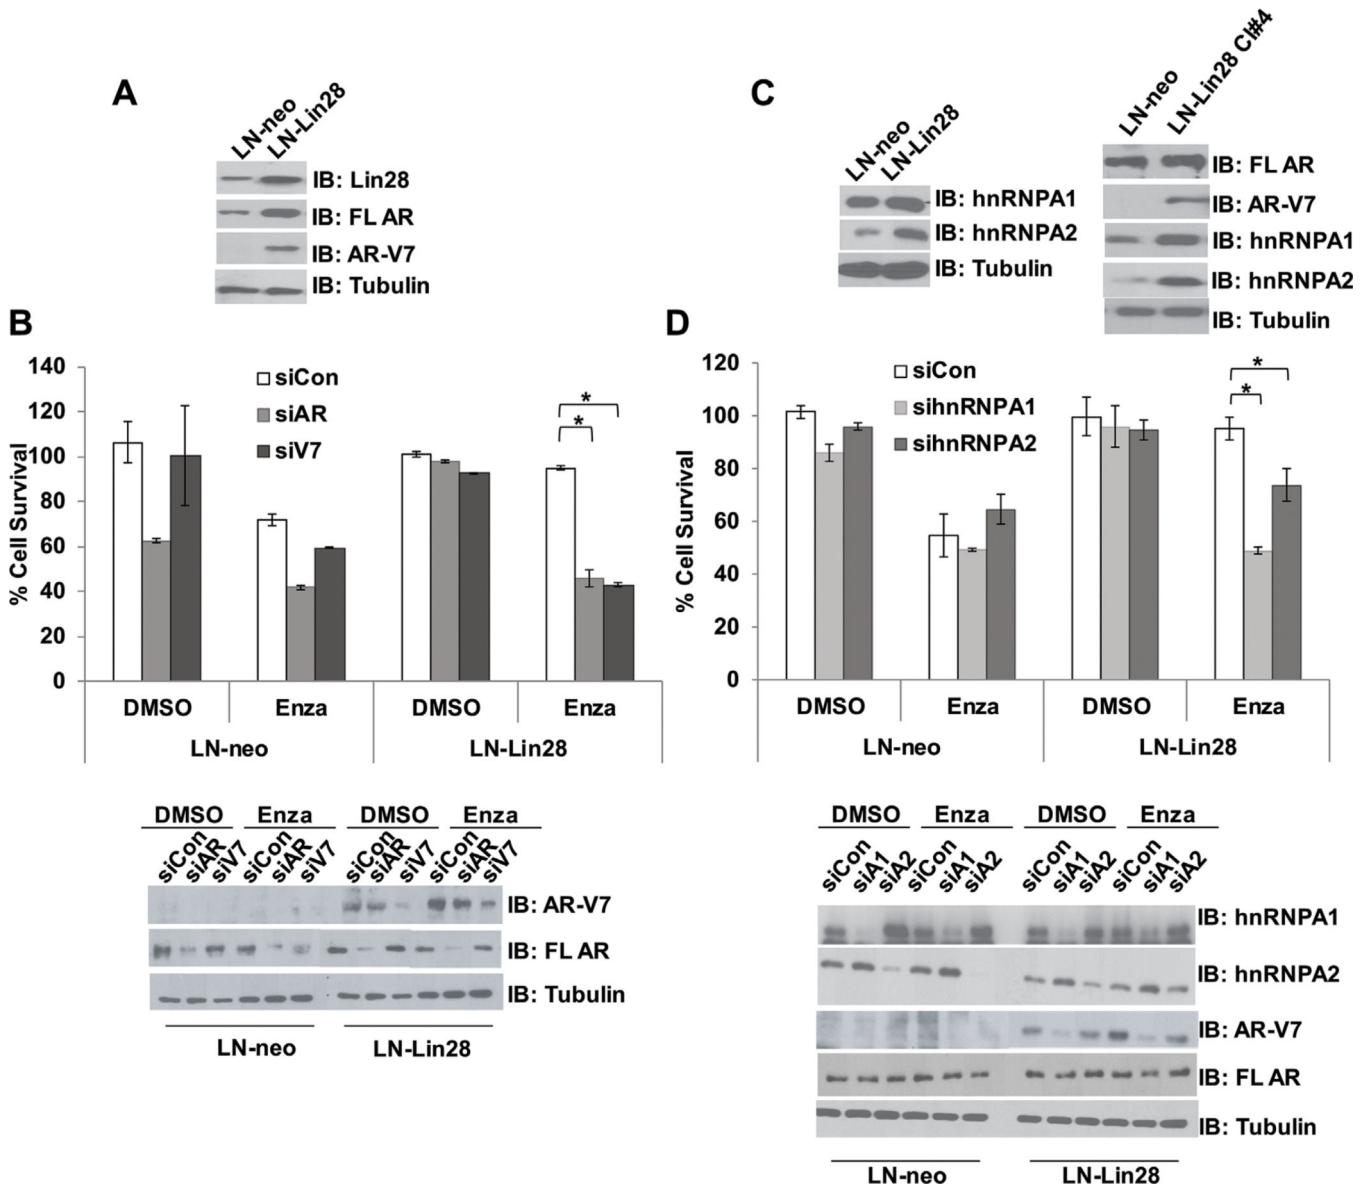 A
LN-neo
LN-Lin28
IB: Lin28
IB: FL AR
IB: AR-V7
IB: Tubulin
C
LN-neo
LN-Lin28
IB: hnRNPA1
IB: hnRNPA2
IB: Tubulin
LN-neo
LN-Lin28 Cl#4
IB: FL AR
IB: AR-V7
IB: hnRNPA1
IB: hnRNPA2
IB: Tubulin
B
% Cell Survival
140
120
100
80
60
40
20
0
siCon
siAR
siV7
*
*
DMSO Enza DMSO Enza
LN-neo LN-Lin28
DMSO Enza DMSO Enza
siCon siAR siV7 siCon siAR siV7 siCon siAR siV7 siCon siAR siV7
IB: AR-V7
IB: FL AR
IB: Tubulin
LN-neo LN-Lin28
D
% Cell Survival
120
100
80
60
40
20
0
siCon
sihnRNPA1
sihnRNPA2
*
*
DMSO Enza DMSO Enza
LN-neo LN-Lin28
DMSO Enza DMSO Enza
siCon siA1 siA2 siCon siA1 siA2 siCon siA1 siA2 siCon siA1 siA2
IB: hnRNPA1
IB: hnRNPA2
IB: AR-V7
IB: FL AR
IB: Tubulin
LN-neo LN-Lin28